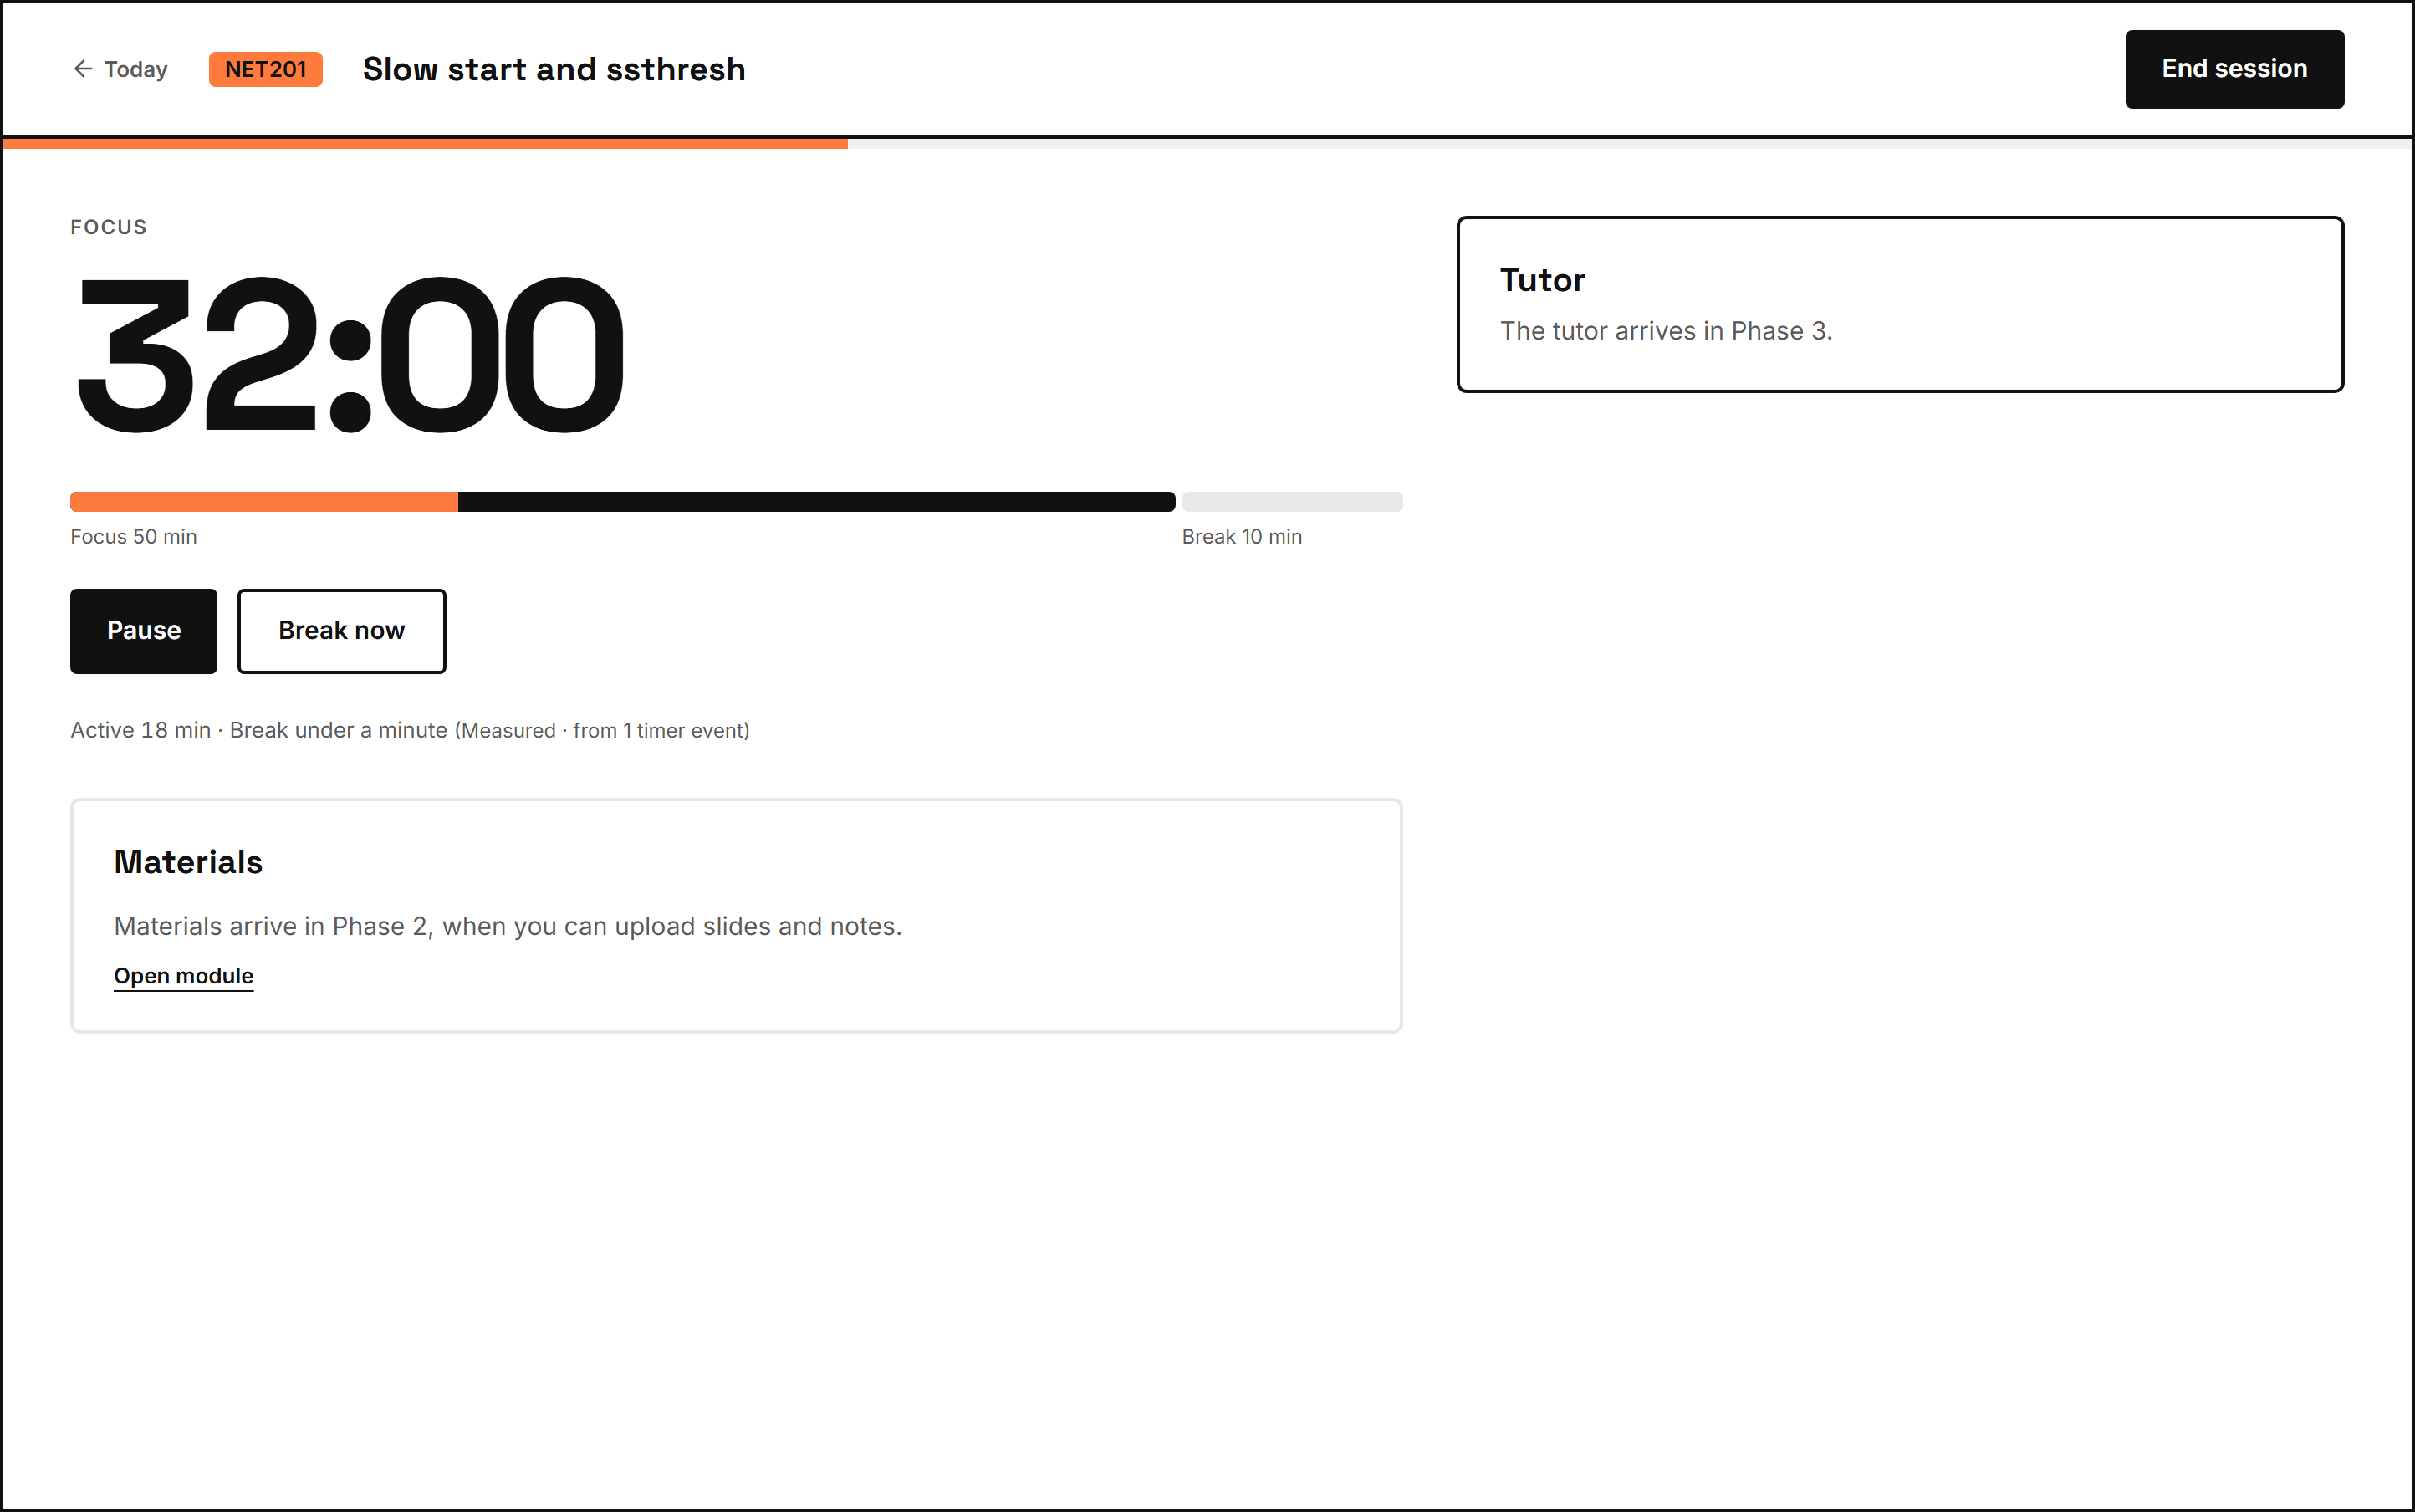 ← Today NET201 Slow start and ssthresh End session
FOCUS
32:00
Focus 50 min Break 10 min
Pause Break now
Active 18 min · Break under a minute (Measured · from 1 timer event)
Materials
Materials arrive in Phase 2, when you can upload slides and notes.
Open module
Tutor
The tutor arrives in Phase 3.